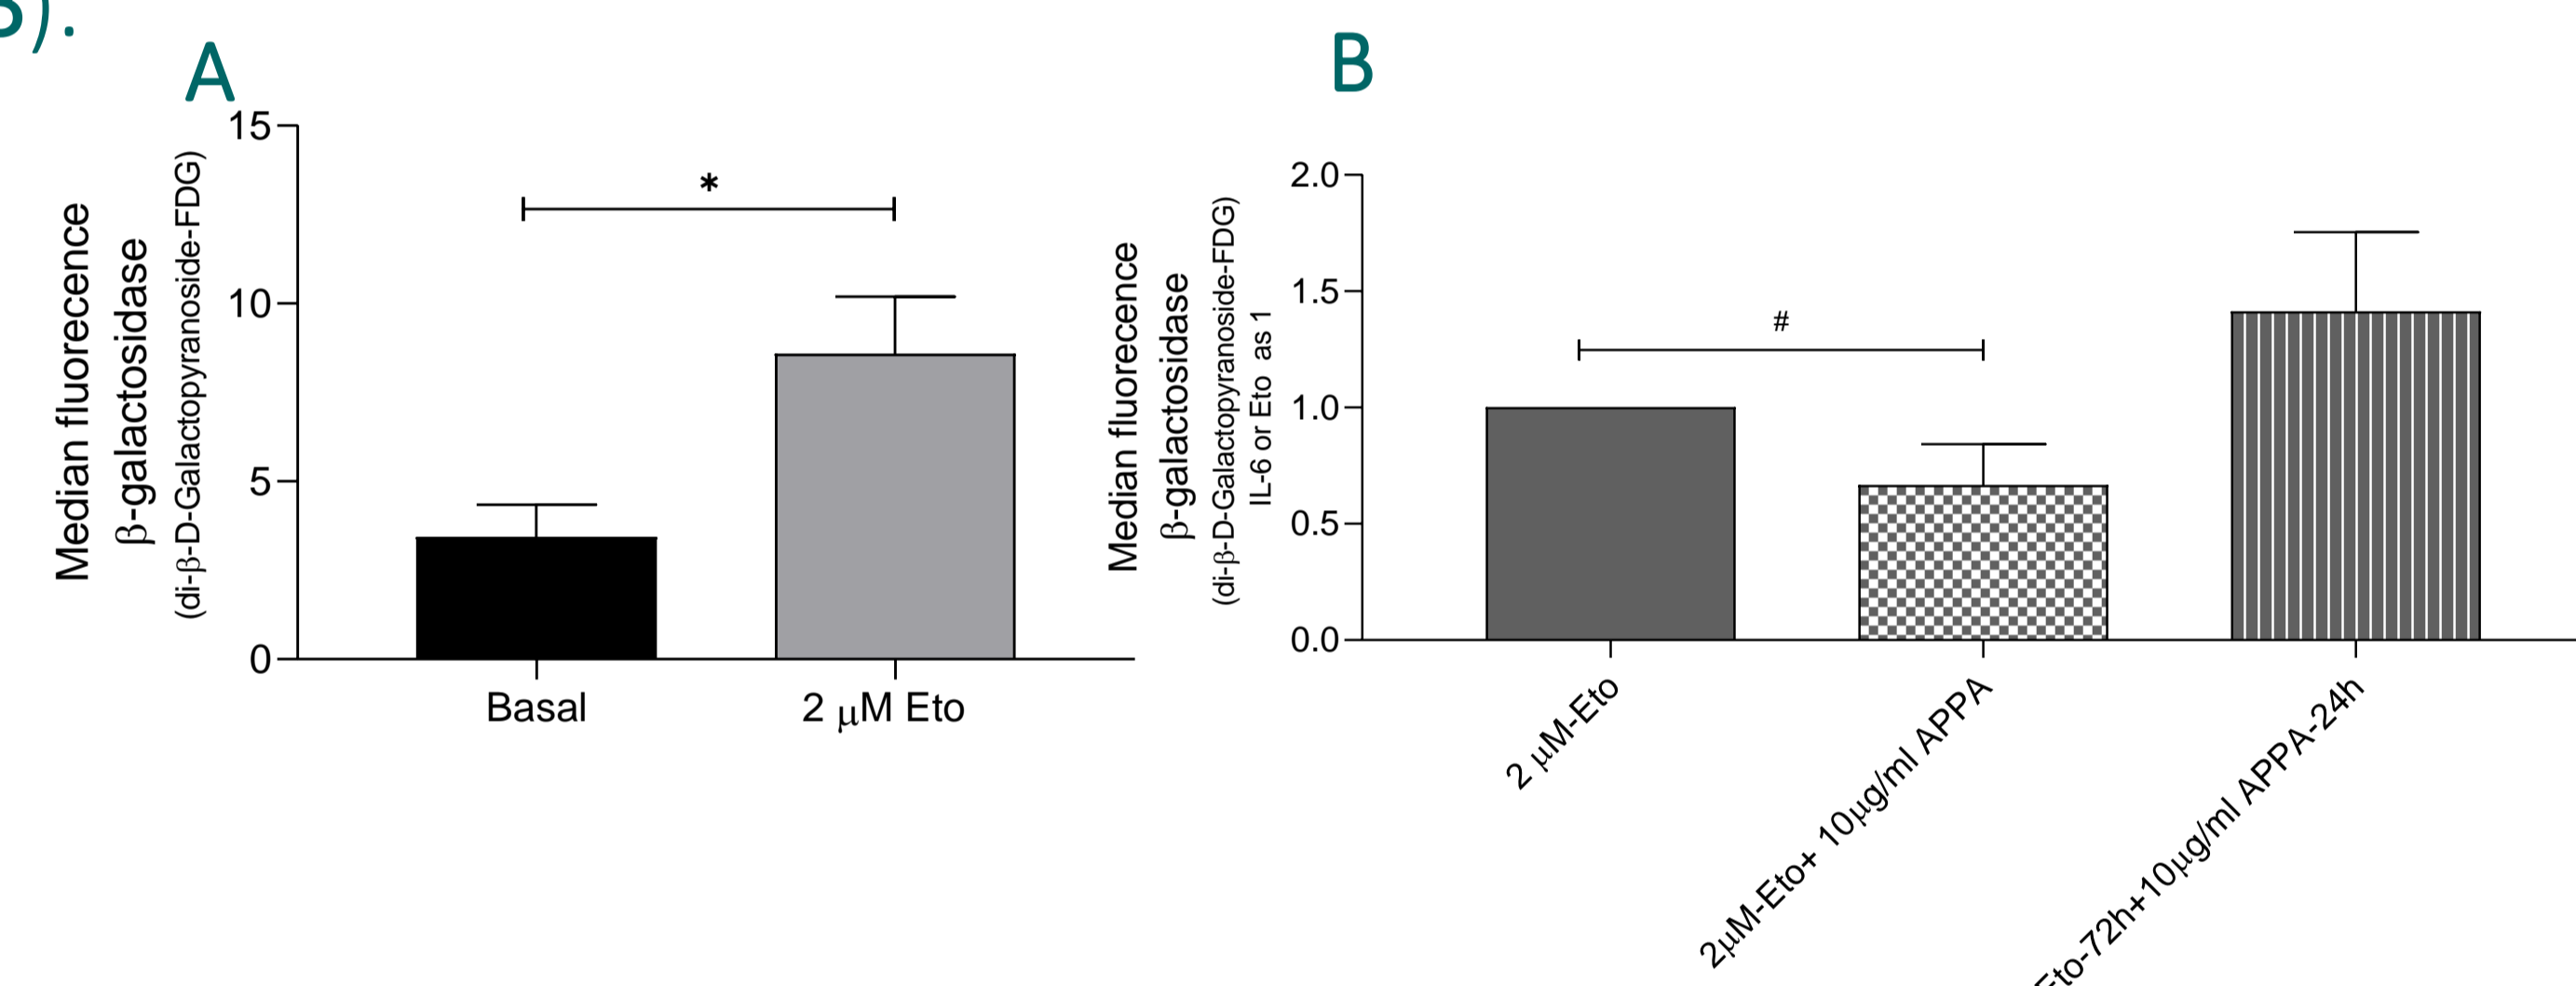 ).
A
15
10
5
0
Median fluorecence
β-galactosidase
(di-β-D-Galactopyranoside-FDG)
*
Basal
2 μM Eto
B
2.0
1.5
1.0
0.5
0.0
Median fluorecence
β-galactosidase
(di-β-D-Galactopyranoside-FDG)
IL-6 or Eto as 1
#
2 μM-Eto
2μM-Eto+ 10μg/ml APPA
Eto-72h+10μg/ml APPA-24h